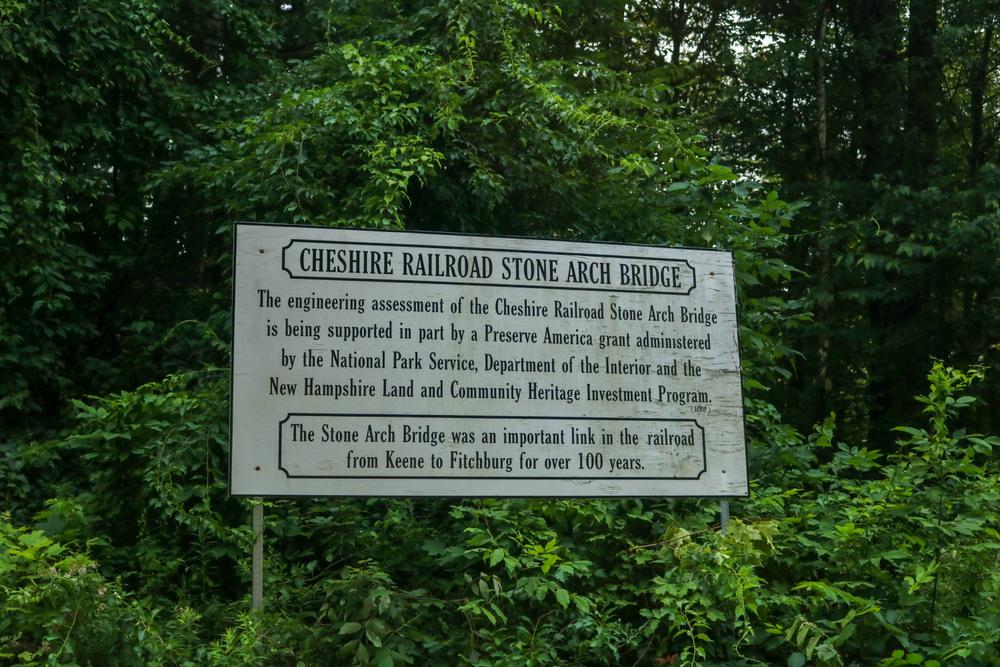 CHESHIRE RAILROAD STONE ARCH BRIDGE
The engineering assessment of the Cheshire Railroad Stone Arch Bridge
is being supported in part by a Preserve America grant administered
by the National Park Service, Department of the Interior and the
New Hampshire Land and Community Heritage Investment Program.
The Stone Arch Bridge was an important link in the railroad
from Keene to Fitchburg for over 100 years.